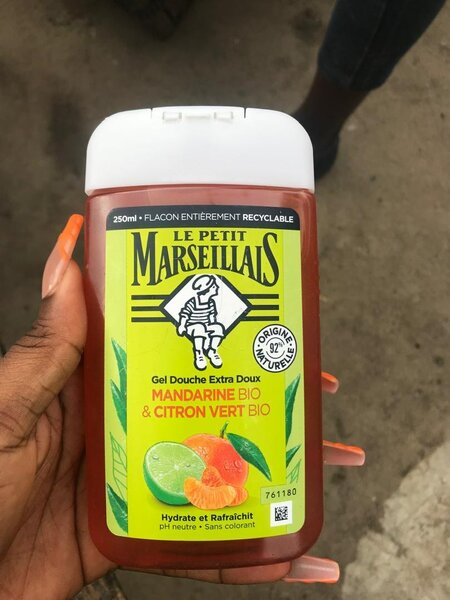 250ml • FLACON ENTIÈREMENT RECYCLABLE
LE PETIT
MARSEILLAIS
ORIGINE
92%
NATURELLE
Gel Douche Extra Doux
MANDARINE BIO
& CITRON VERT BIO
761180
Hydrate et Rafraîchit
pH neutre • Sans colorant